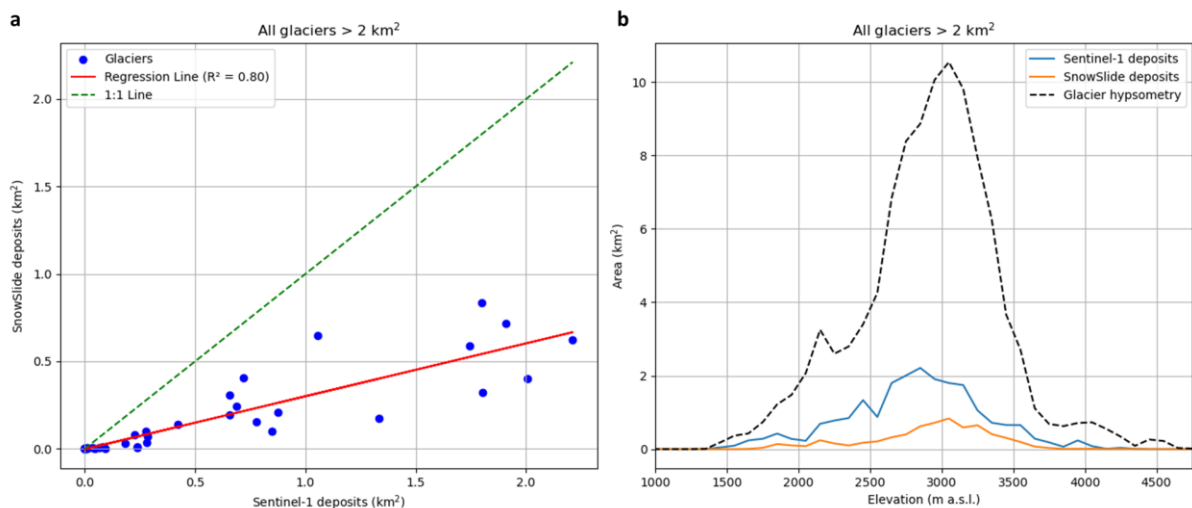 a
All glaciers > 2 km²
Glaciers
Regression Line (R² = 0.80)
1:1 Line
SnowSlide deposits (km²)
2.0
1.5
1.0
0.5
0.0
0.0 0.5 1.0 1.5 2.0
Sentinel-1 deposits (km²)
b
All glaciers > 2 km²
Sentinel-1 deposits
SnowSlide deposits
Glacier hypsometry
Area (km²)
10
8
6
4
2
0
1000 1500 2000 2500 3000 3500 4000 4500
Elevation (m a.s.l.)